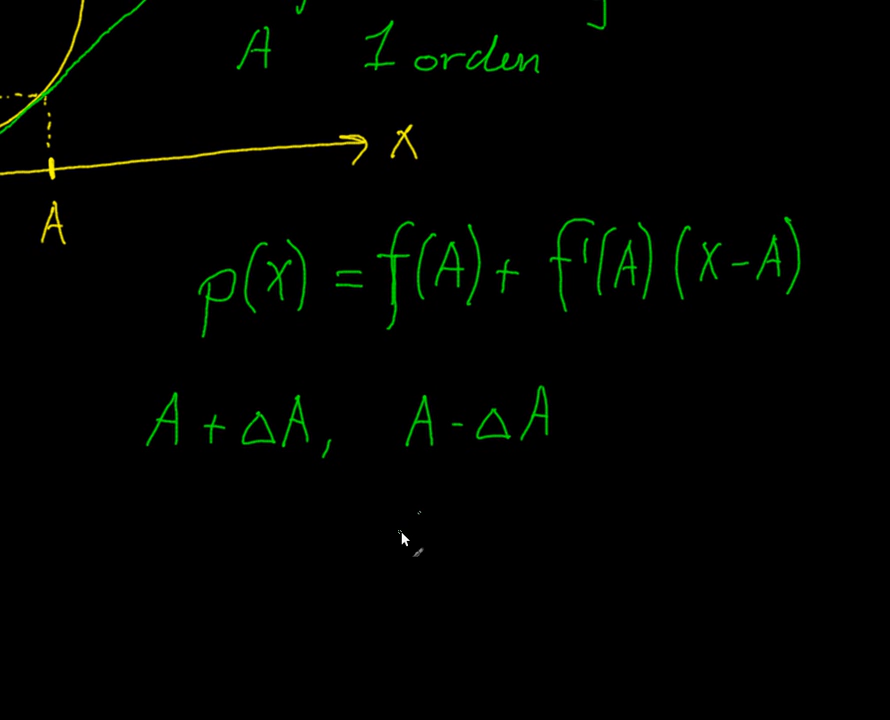 A 1 orden
X
A
p(x) = f(A) + f'(A) (x-A)
A + ΔA, A - ΔA